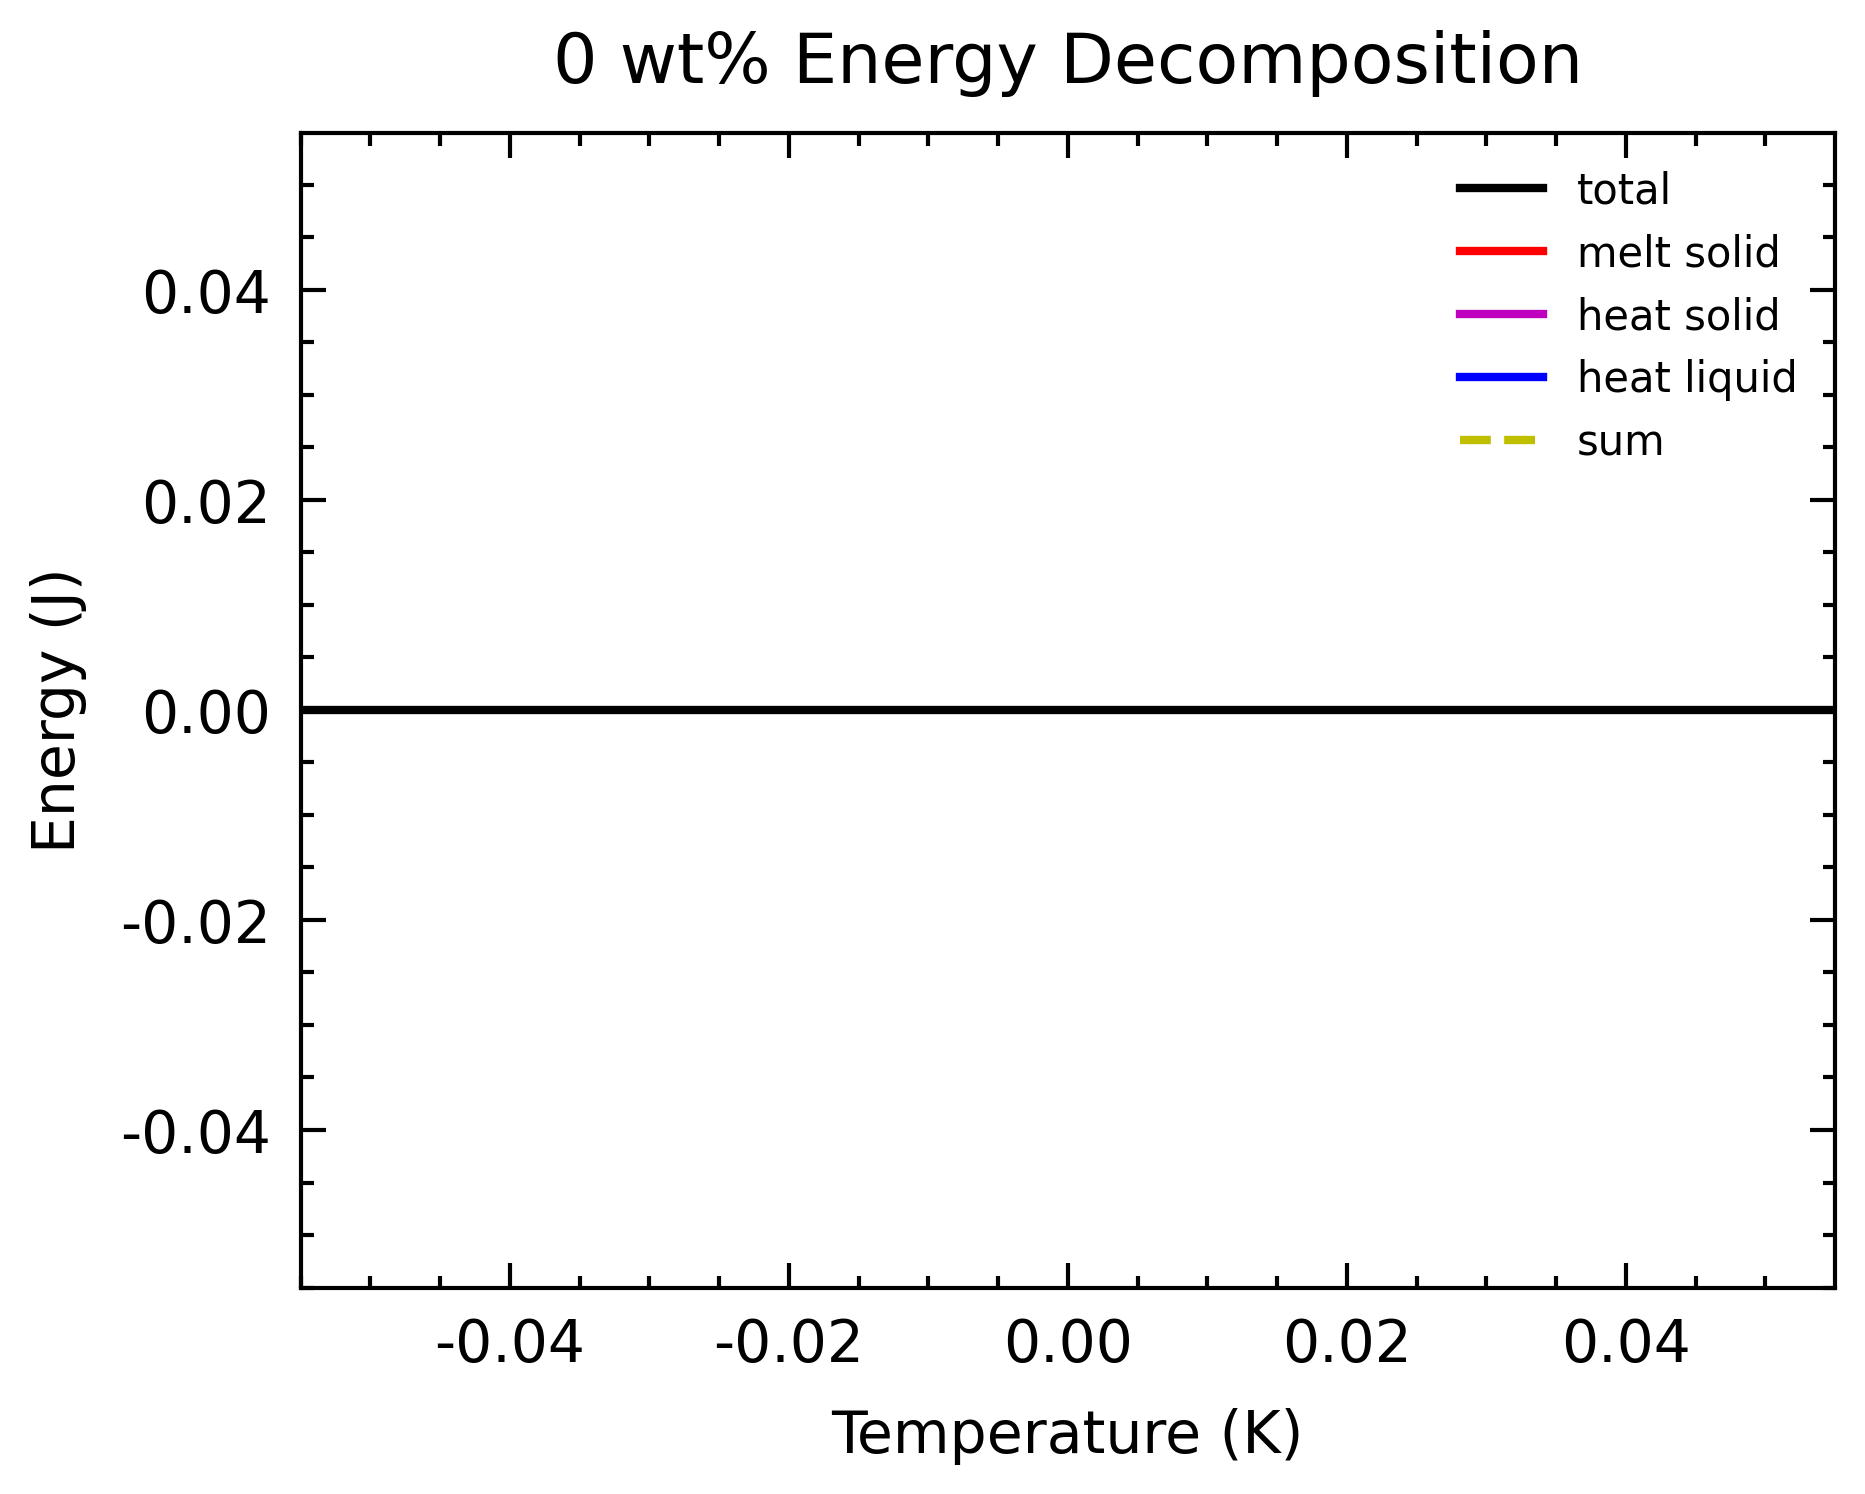 0 wt% Energy Decomposition
total
melt solid
heat solid
heat liquid
sum
Energy (J)
0.04
0.02
0.00
-0.02
-0.04
-0.04 -0.02 0.00 0.02 0.04
Temperature (K)